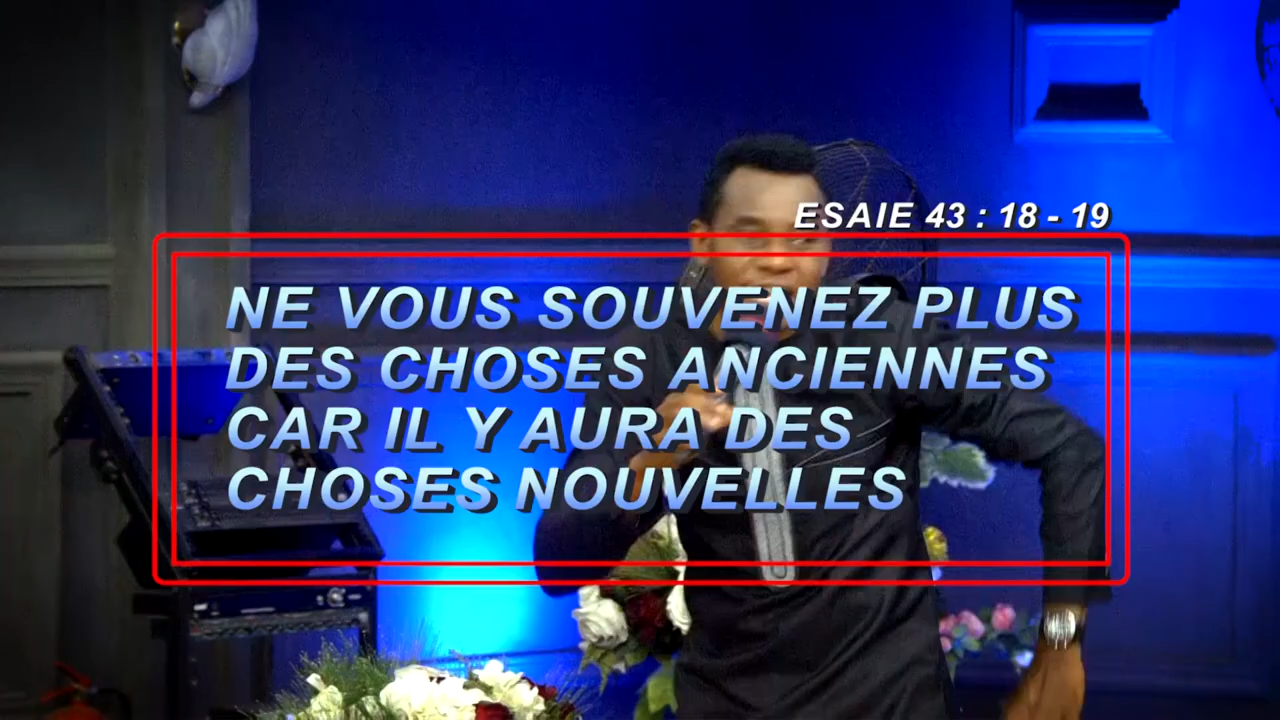 ESAIE 43 : 18 - 19
NE VOUS SOUVENEZ PLUS
DES CHOSES ANCIENNES
CAR IL Y AURA DES
CHOSES NOUVELLES